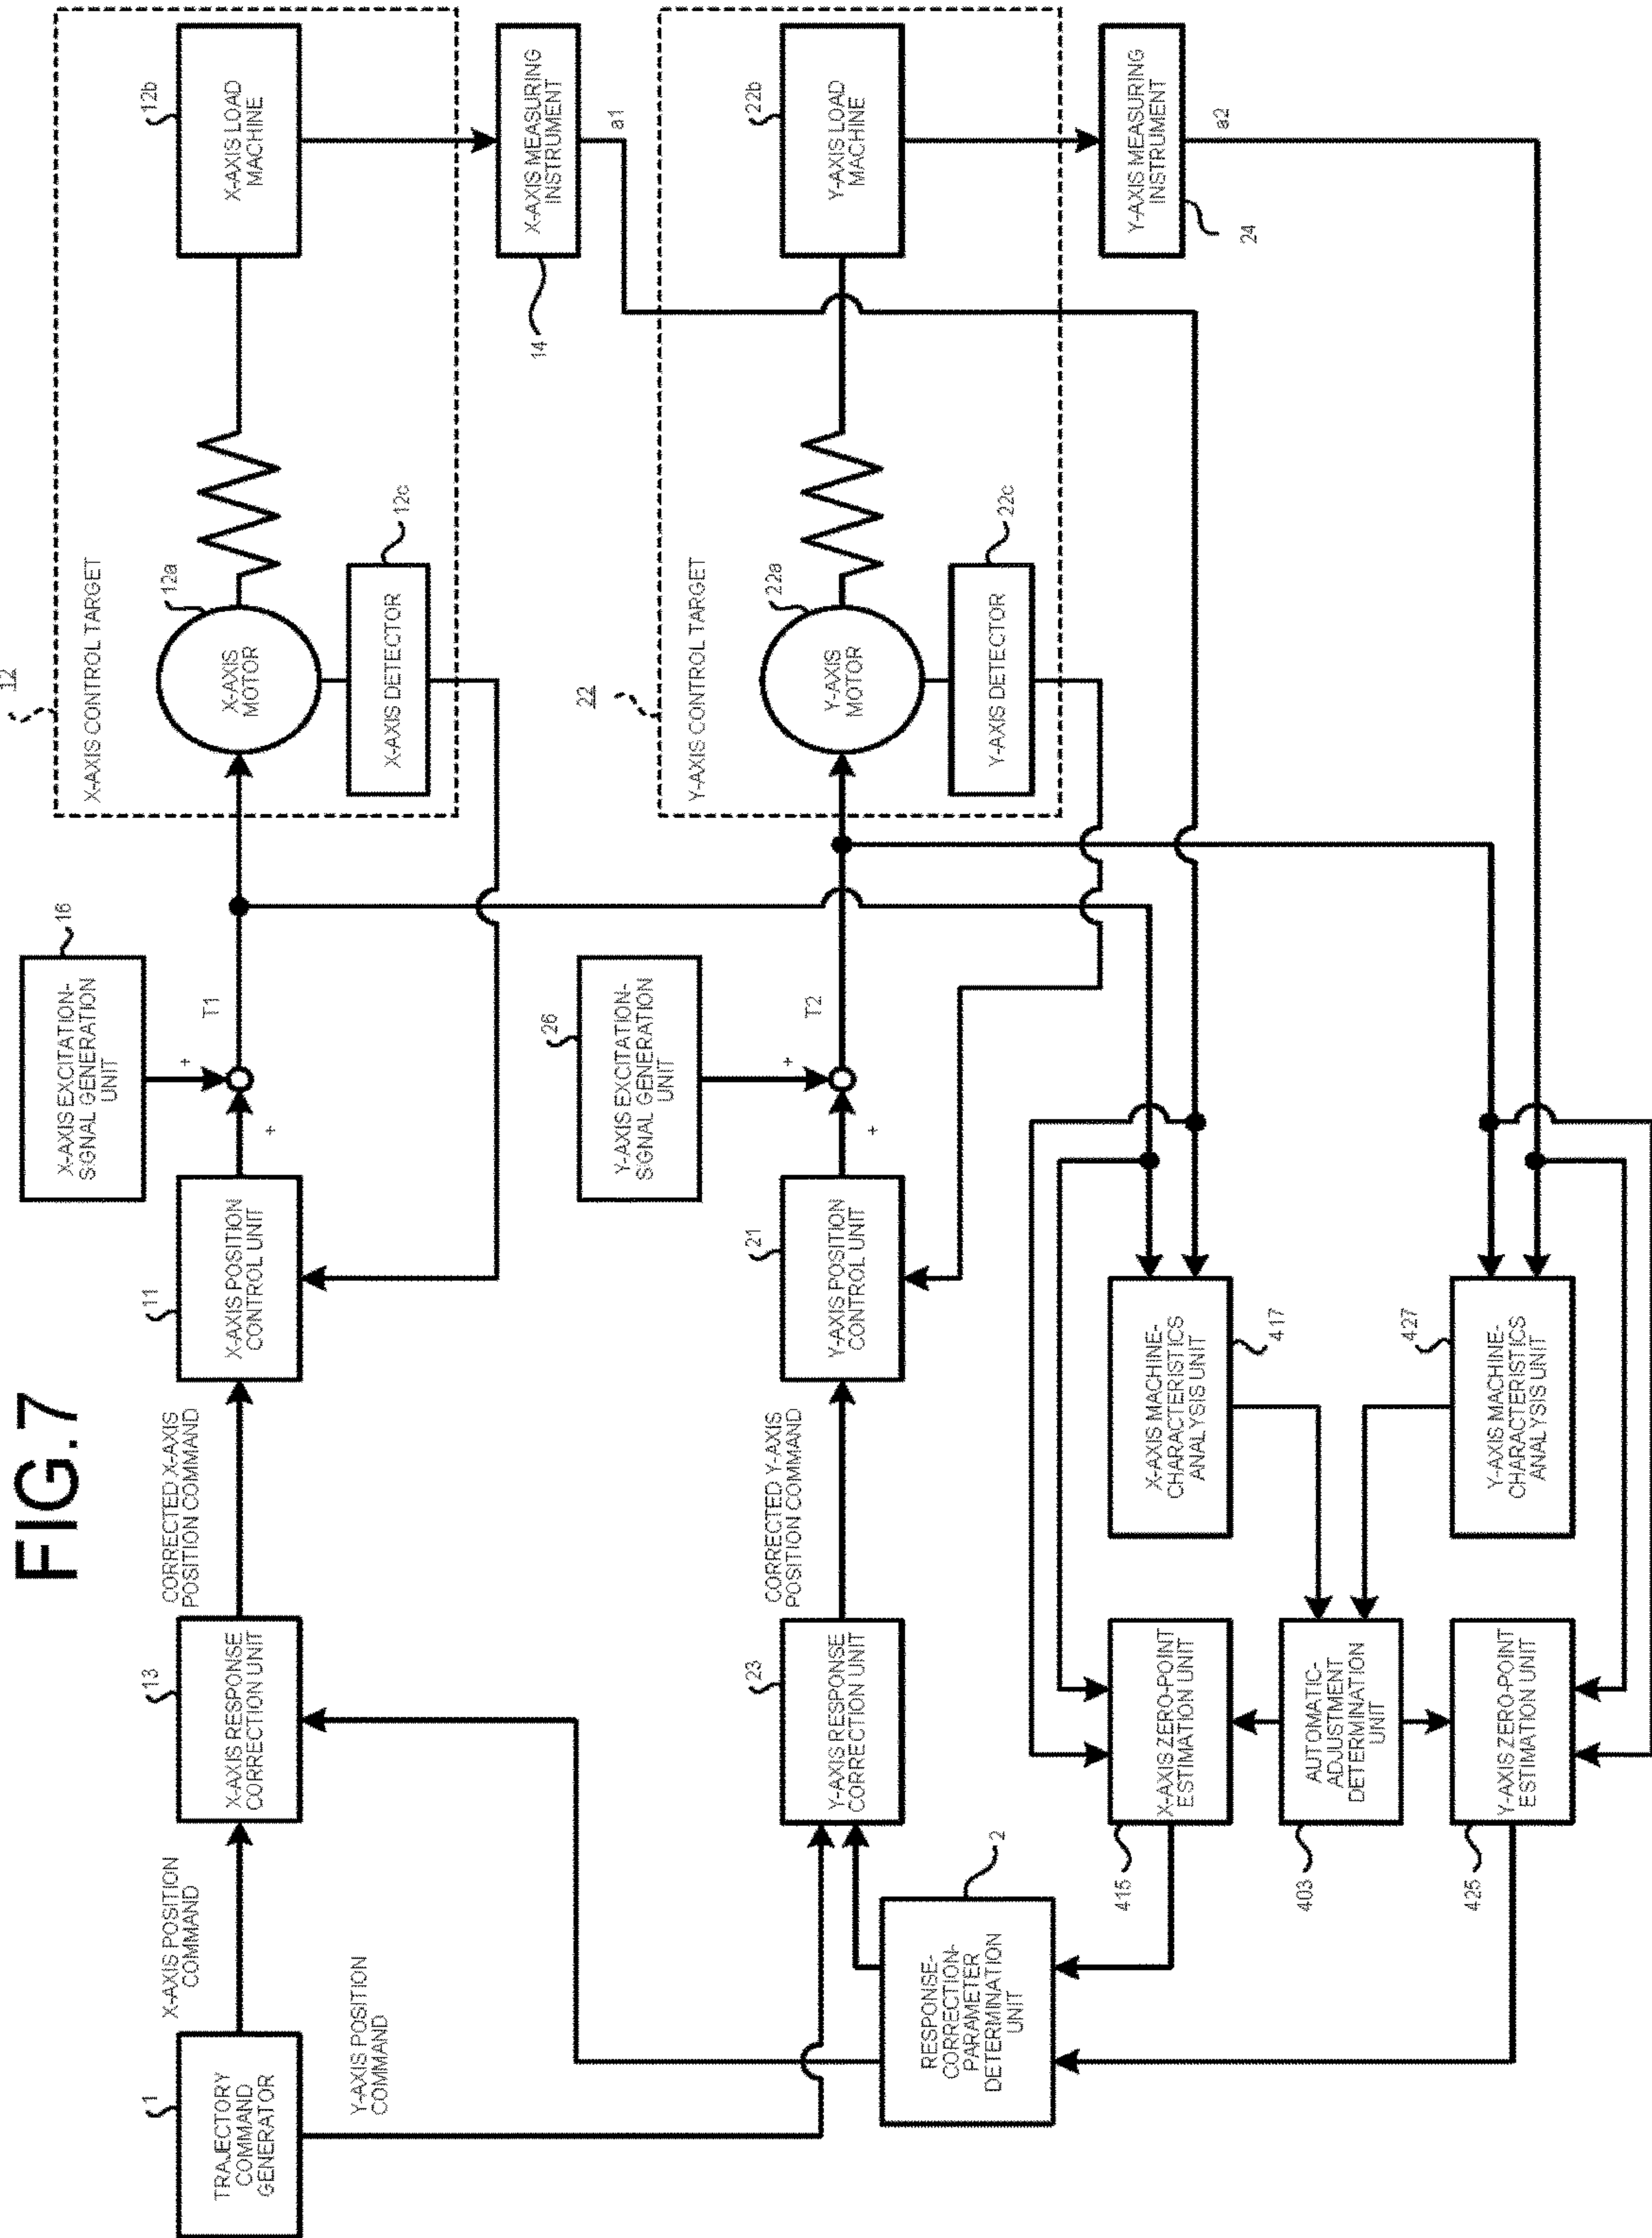 FIG.7
1
TRAJECTORY
COMMAND
GENERATOR
X-AXIS POSITION
COMMAND
Y-AXIS POSITION
COMMAND
13
X-AXIS RESPONSE
CORRECTION UNIT
CORRECTED X-AXIS
POSITION COMMAND
11
X-AXIS POSITION
CONTROL UNIT
+
+
16
X-AXIS EXCITATION-
SIGNAL GENERATION
UNIT
T1
12
X-AXIS CONTROL TARGET
12a
X-AXIS
MOTOR
12c
X-AXIS DETECTOR
12b
X-AXIS LOAD
MACHINE
X-AXIS MEASURING
INSTRUMENT
14
a1
23
Y-AXIS RESPONSE
CORRECTION UNIT
CORRECTED Y-AXIS
POSITION COMMAND
21
Y-AXIS POSITION
CONTROL UNIT
+
+
26
Y-AXIS EXCITATION-
SIGNAL GENERATION
UNIT
T2
22
Y-AXIS CONTROL TARGET
22a
Y-AXIS
MOTOR
22c
Y-AXIS DETECTOR
22b
Y-AXIS LOAD
MACHINE
Y-AXIS MEASURING
INSTRUMENT
24
a2
2
RESPONSE-
CORRECTION-
PARAMETER
DETERMINATION
UNIT
X-AXIS ZERO-POINT
ESTIMATION UNIT
415
X-AXIS MACHINE-
CHARACTERISTICS
ANALYSIS UNIT
417
AUTOMATIC-
ADJUSTMENT
DETERMINATION
UNIT
403
Y-AXIS ZERO-POINT
ESTIMATION UNIT
425
427
Y-AXIS MACHINE-
CHARACTERISTICS
ANALYSIS UNIT